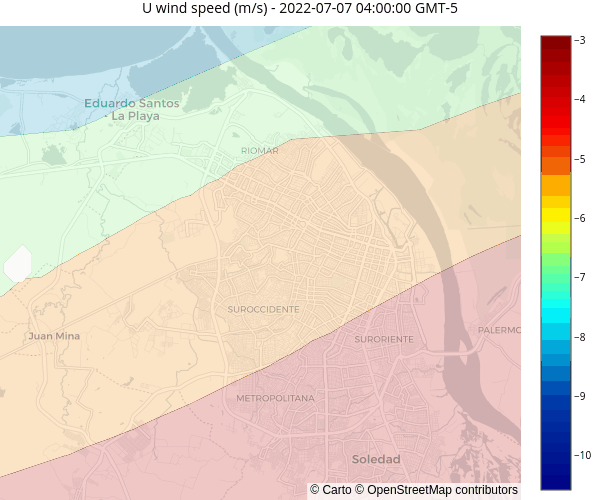 U wind speed (m/s) - 2022-07-07 04:00:00 GMT-5
Eduardo Santos
- La Playa
RIOMAR
SUROCCIDENTE
Juan Mina
SURORIENTE
PALERMO
METROPOLITANA
Soledad
−3
−4
−5
−6
−7
−8
−9
−10
© Carto © OpenStreetMap contributors